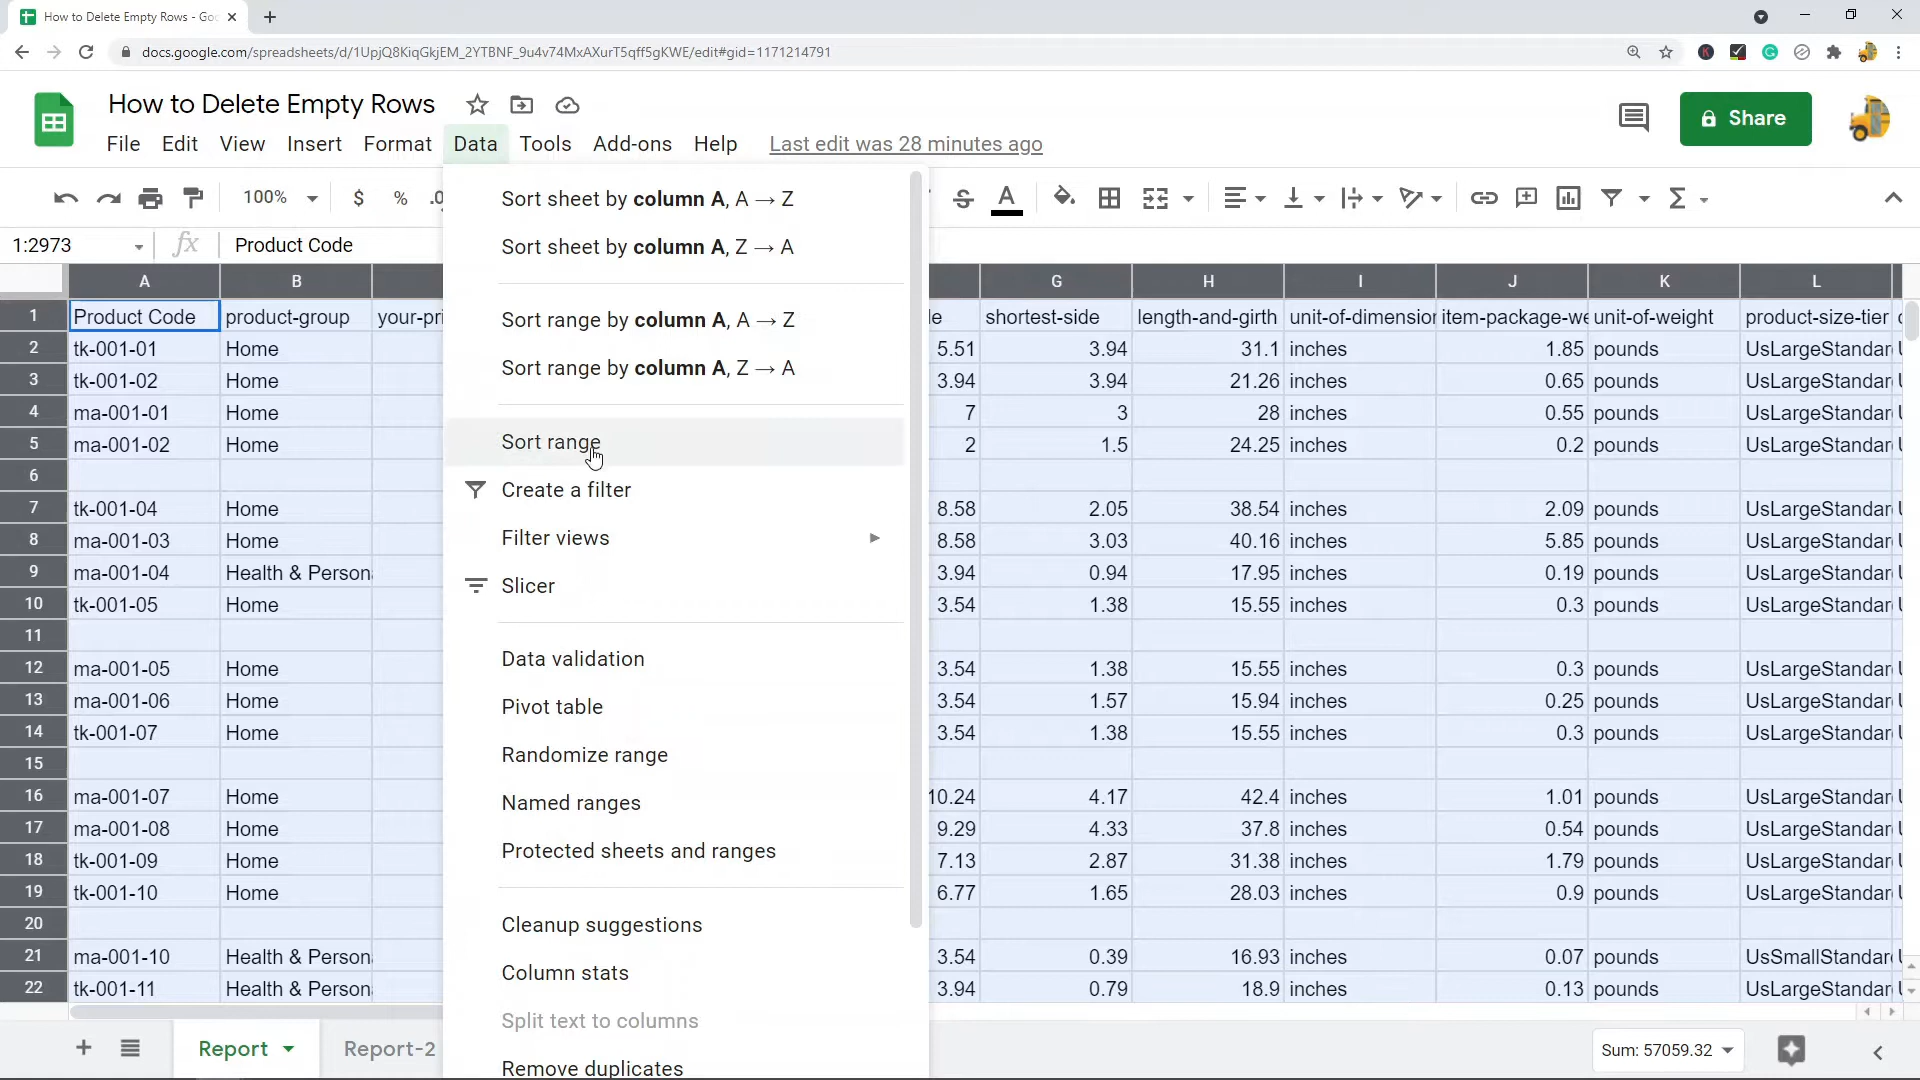 How to Delete Empty Rows - Goo
docs.google.com/spreadsheets/d/1UpjQ8KiqGkjEM_2YTBNF_9u4v74MxAXurT5qff5gKWE/edit#gid=1171214791
How to Delete Empty Rows
Share
File Edit View Insert Format Data Tools Add-ons Help Last edit was 28 minutes ago
100% $ % .0
1:2973 fx Product Code
A B G H I J K L
1 Product Code product-group your-pri le shortest-side length-and-girth unit-of-dimension item-package-we unit-of-weight product-size-tier
2 tk-001-01 Home 5.51 3.94 31.1 inches 1.85 pounds UsLargeStandar
3 tk-001-02 Home 3.94 3.94 21.26 inches 0.65 pounds UsLargeStandar
4 ma-001-01 Home 7 3 28 inches 0.55 pounds UsLargeStandar
5 ma-001-02 Home 2 1.5 24.25 inches 0.2 pounds UsLargeStandar
6
7 tk-001-04 Home 8.58 2.05 38.54 inches 2.09 pounds UsLargeStandar
8 ma-001-03 Home 8.58 3.03 40.16 inches 5.85 pounds UsLargeStandar
9 ma-001-04 Health & Persona 3.94 0.94 17.95 inches 0.19 pounds UsLargeStandar
10 tk-001-05 Home 3.54 1.38 15.55 inches 0.3 pounds UsLargeStandar
11
12 ma-001-05 Home 3.54 1.38 15.55 inches 0.3 pounds UsLargeStandar
13 ma-001-06 Home 3.54 1.57 15.94 inches 0.25 pounds UsLargeStandar
14 tk-001-07 Home 3.54 1.38 15.55 inches 0.3 pounds UsLargeStandar
15
16 ma-001-07 Home 10.24 4.17 42.4 inches 1.01 pounds UsLargeStandar
17 ma-001-08 Home 9.29 4.33 37.8 inches 0.54 pounds UsLargeStandar
18 tk-001-09 Home 7.13 2.87 31.38 inches 1.79 pounds UsLargeStandar
19 tk-001-10 Home 6.77 1.65 28.03 inches 0.9 pounds UsLargeStandar
20
21 ma-001-10 Health & Persona 3.54 0.39 16.93 inches 0.07 pounds UsSmallStandar
22 tk-001-11 Health & Persona 3.94 0.79 18.9 inches 0.13 pounds UsLargeStandar
Sort sheet by column A, A → Z
Sort sheet by column A, Z → A
Sort range by column A, A → Z
Sort range by column A, Z → A
Sort range
Create a filter
Filter views
Slicer
Data validation
Pivot table
Randomize range
Named ranges
Protected sheets and ranges
Cleanup suggestions
Column stats
Split text to columns
Remove duplicates
Report Report-2 Sum: 57059.32